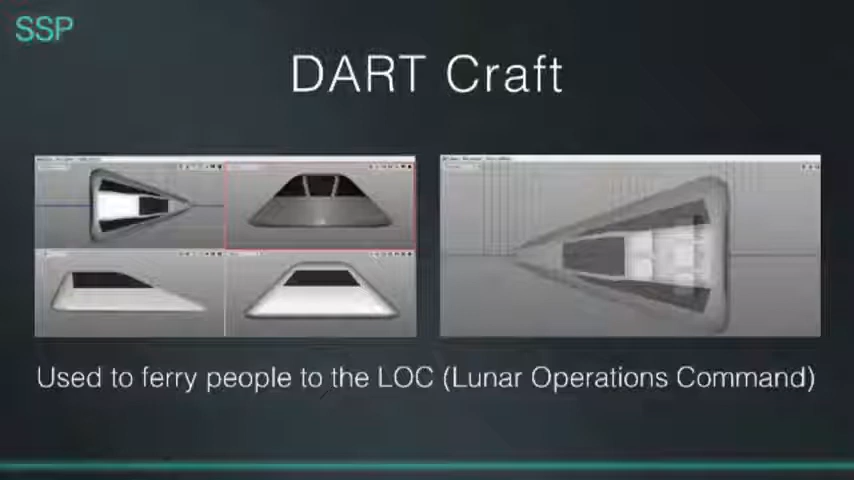 SSP
DART Craft
Used to ferry people to the LOC (Lunar Operations Command)